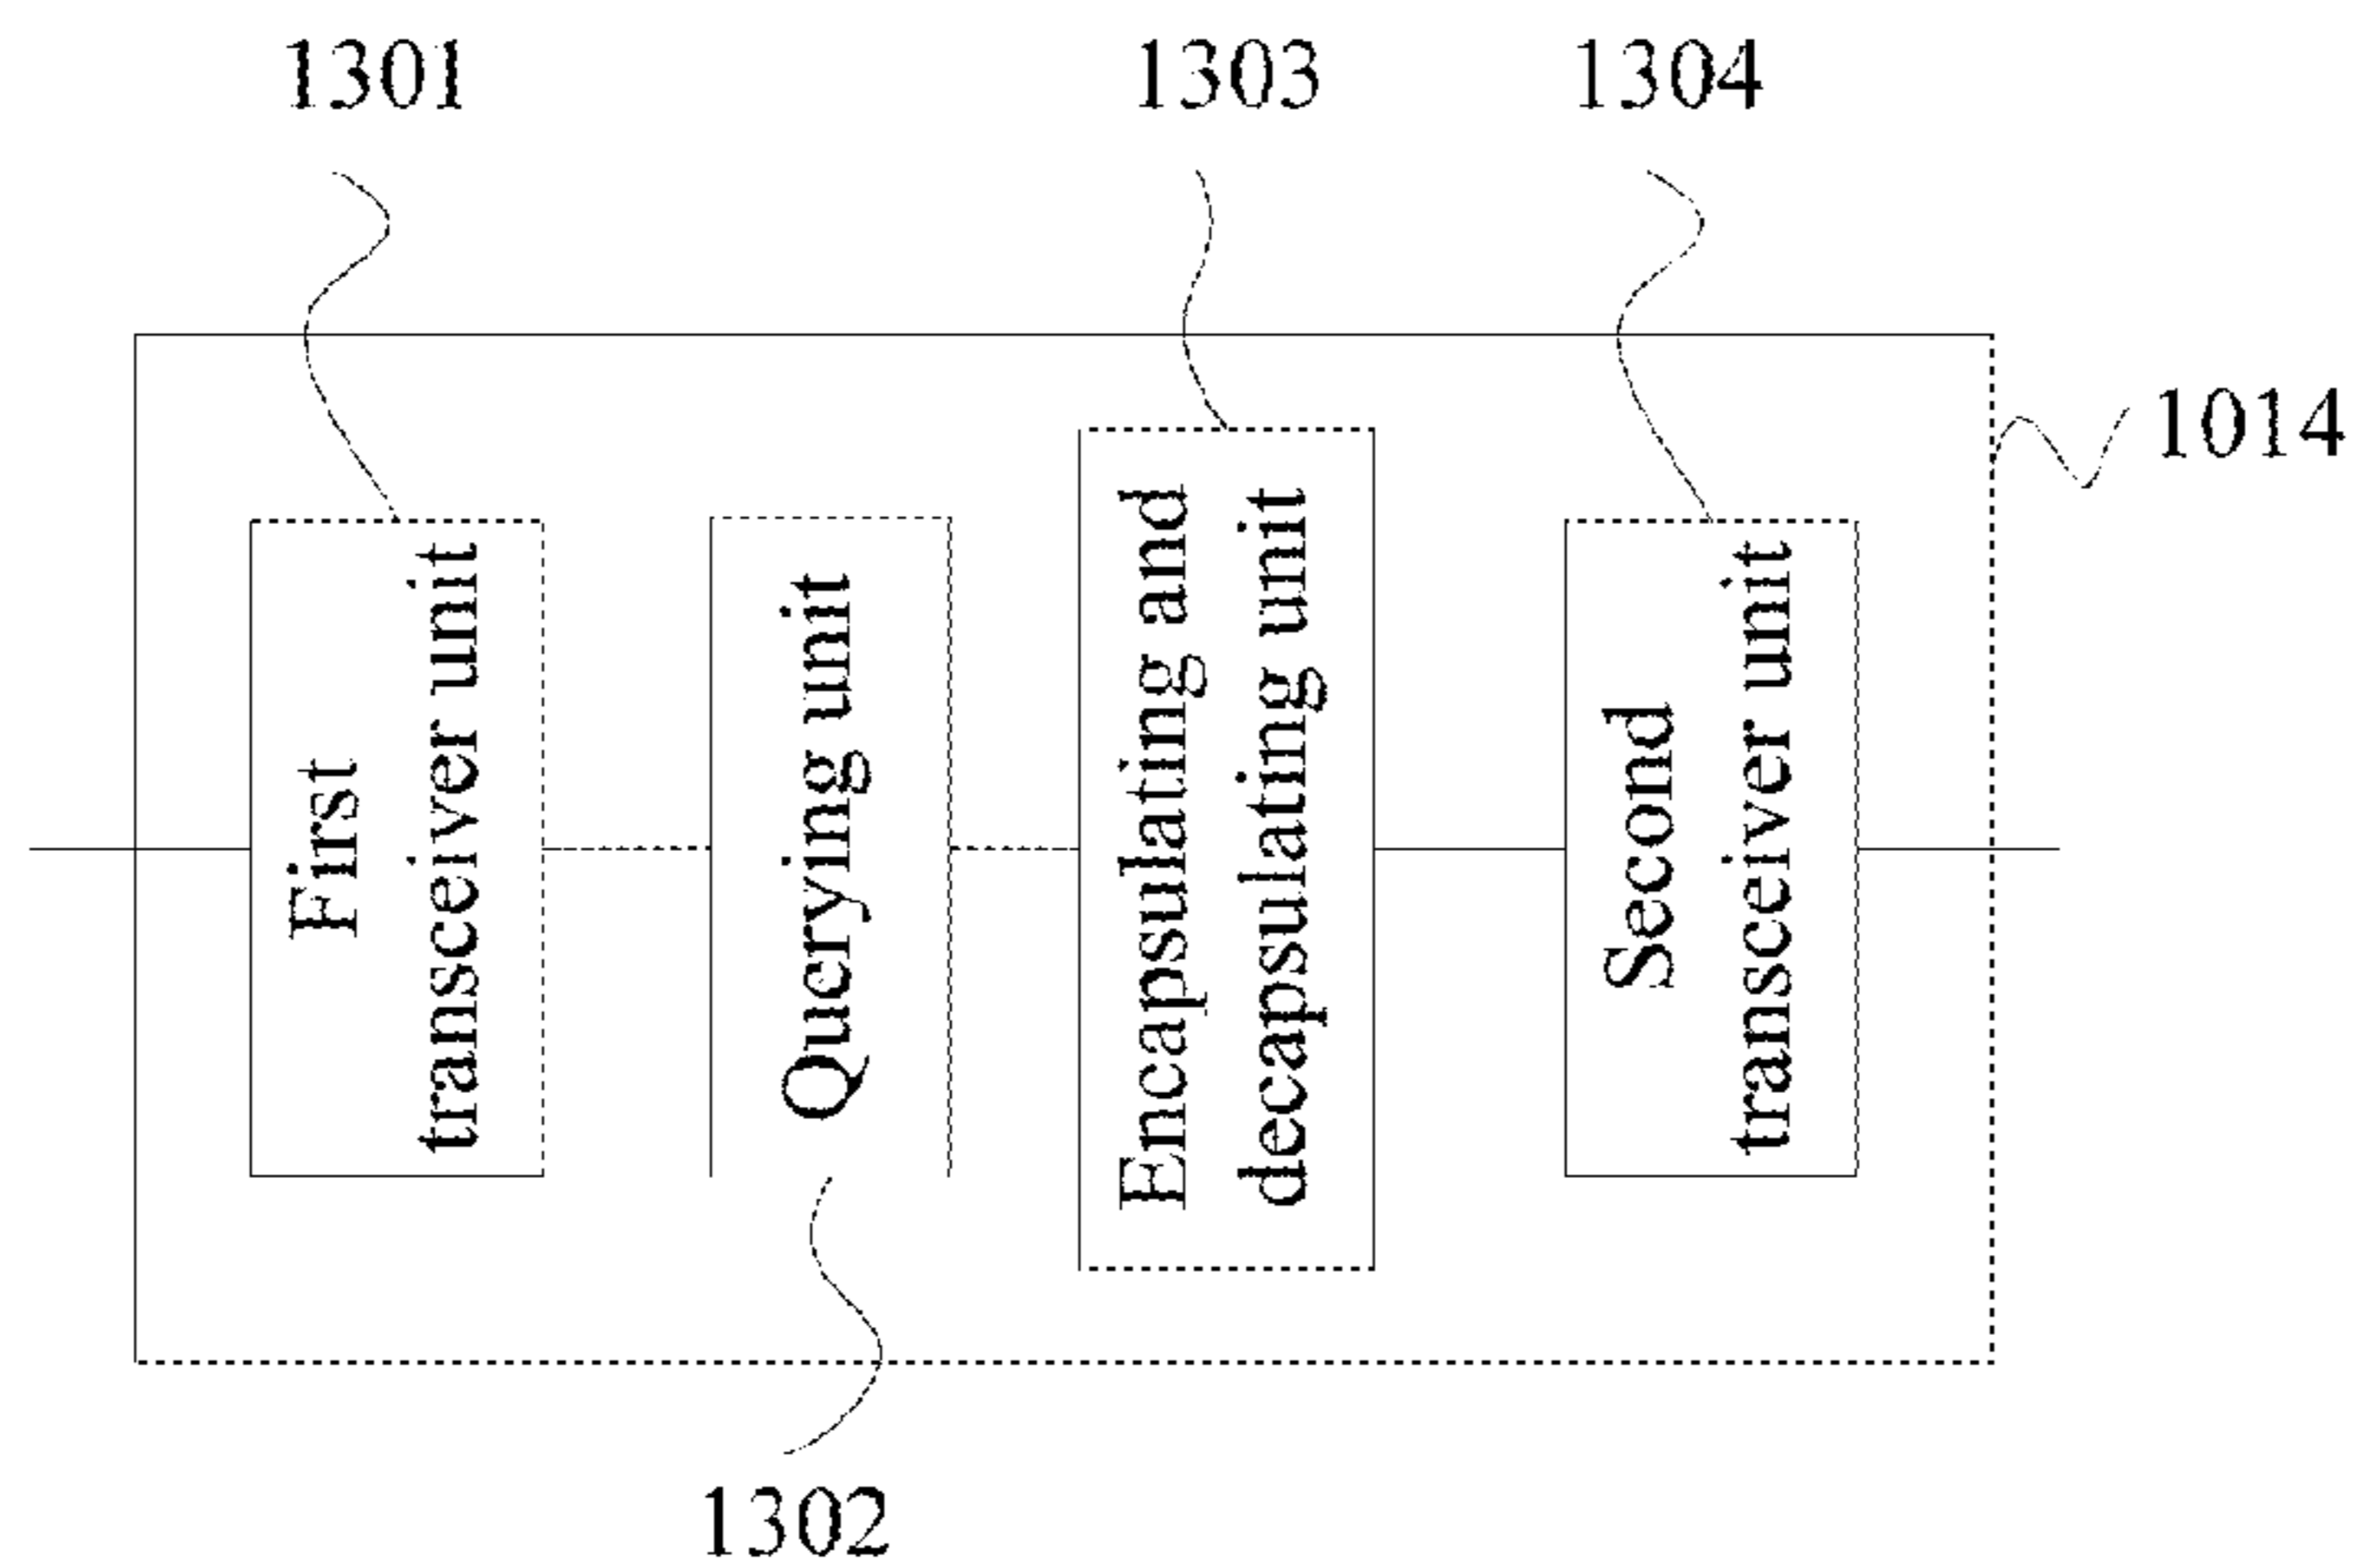 1301
1303
1304
1014
First
transceiver unit
Querying unit
Encapsulating and
decapsulating unit
Second
transceiver unit
1302